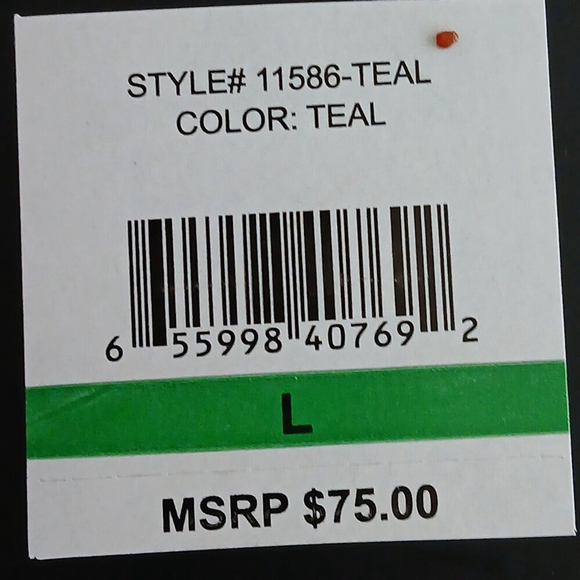 STYLE# 11586-TEAL
COLOR: TEAL
6 55998 40769 2
L
MSRP $75.00